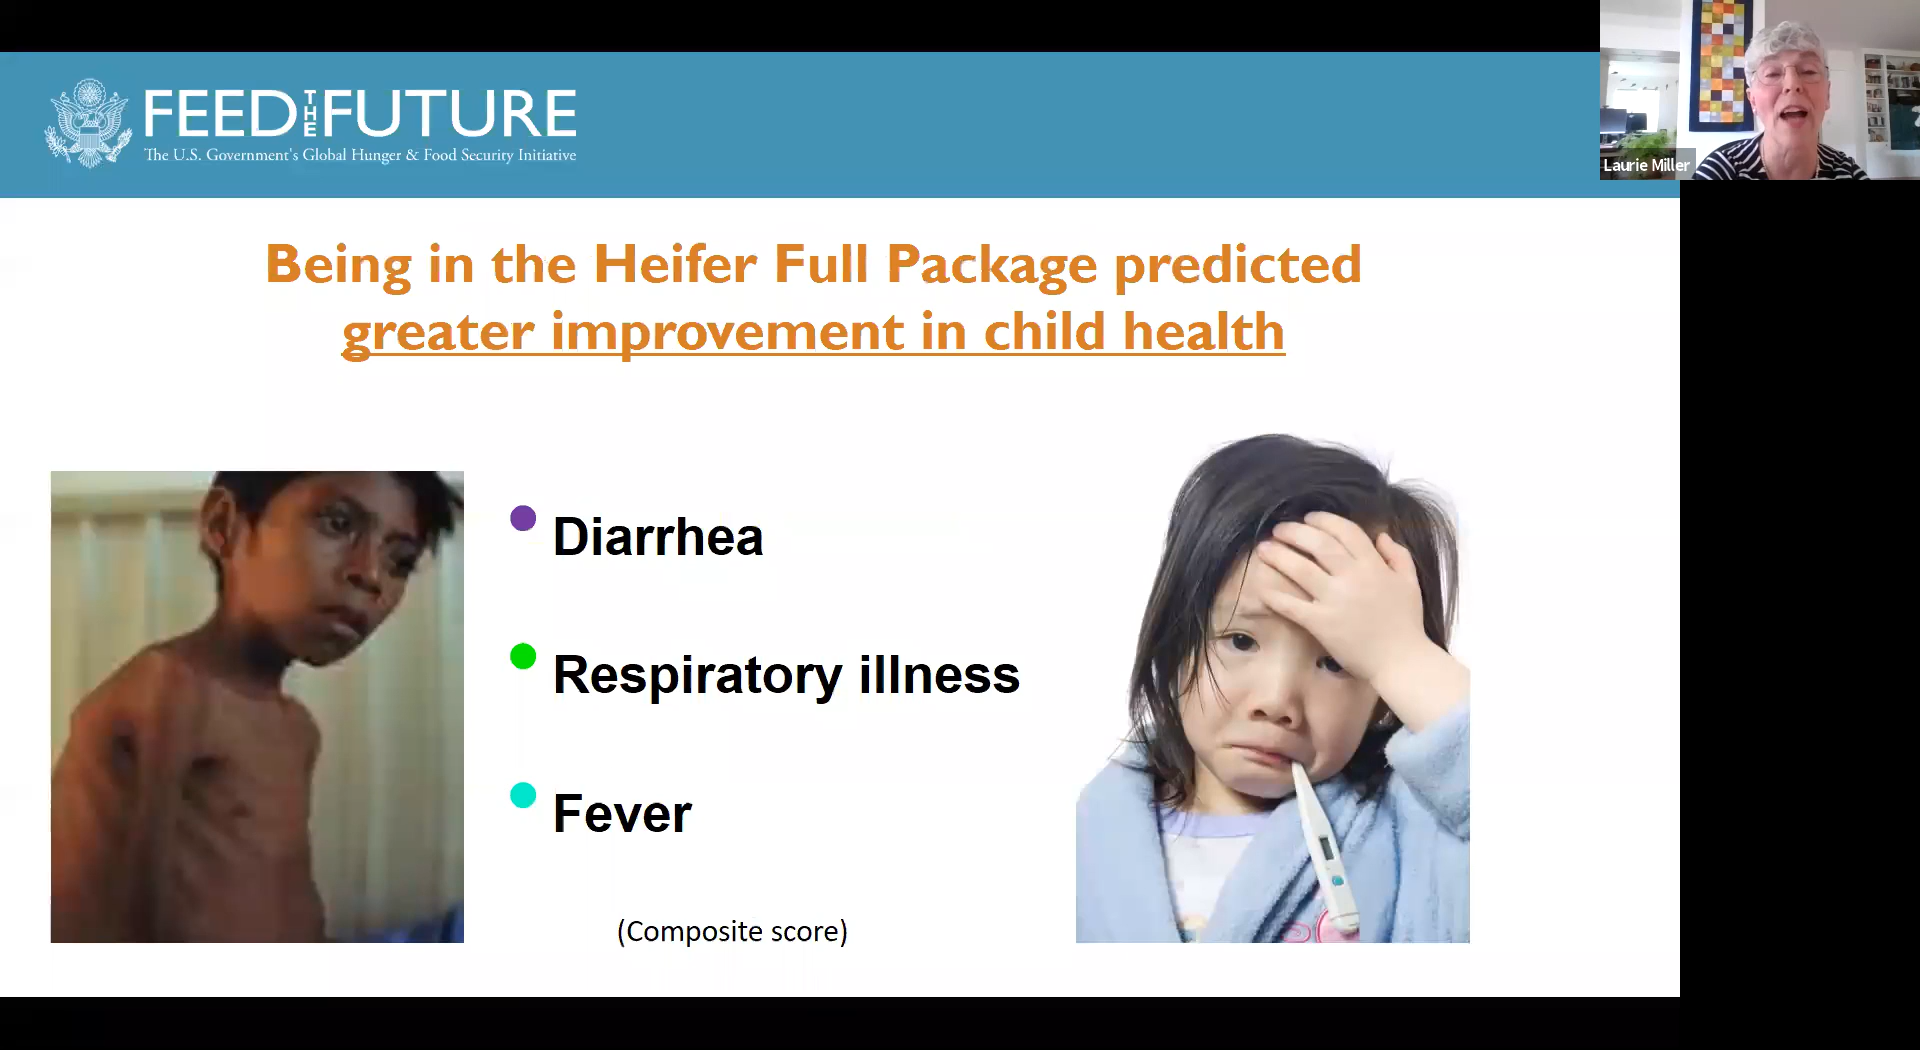 FEED THE FUTURE
The U.S. Government's Global Hunger & Food Security Initiative
Laurie Miller
Being in the Heifer Full Package predicted
greater improvement in child health
Diarrhea
Respiratory illness
Fever
(Composite score)